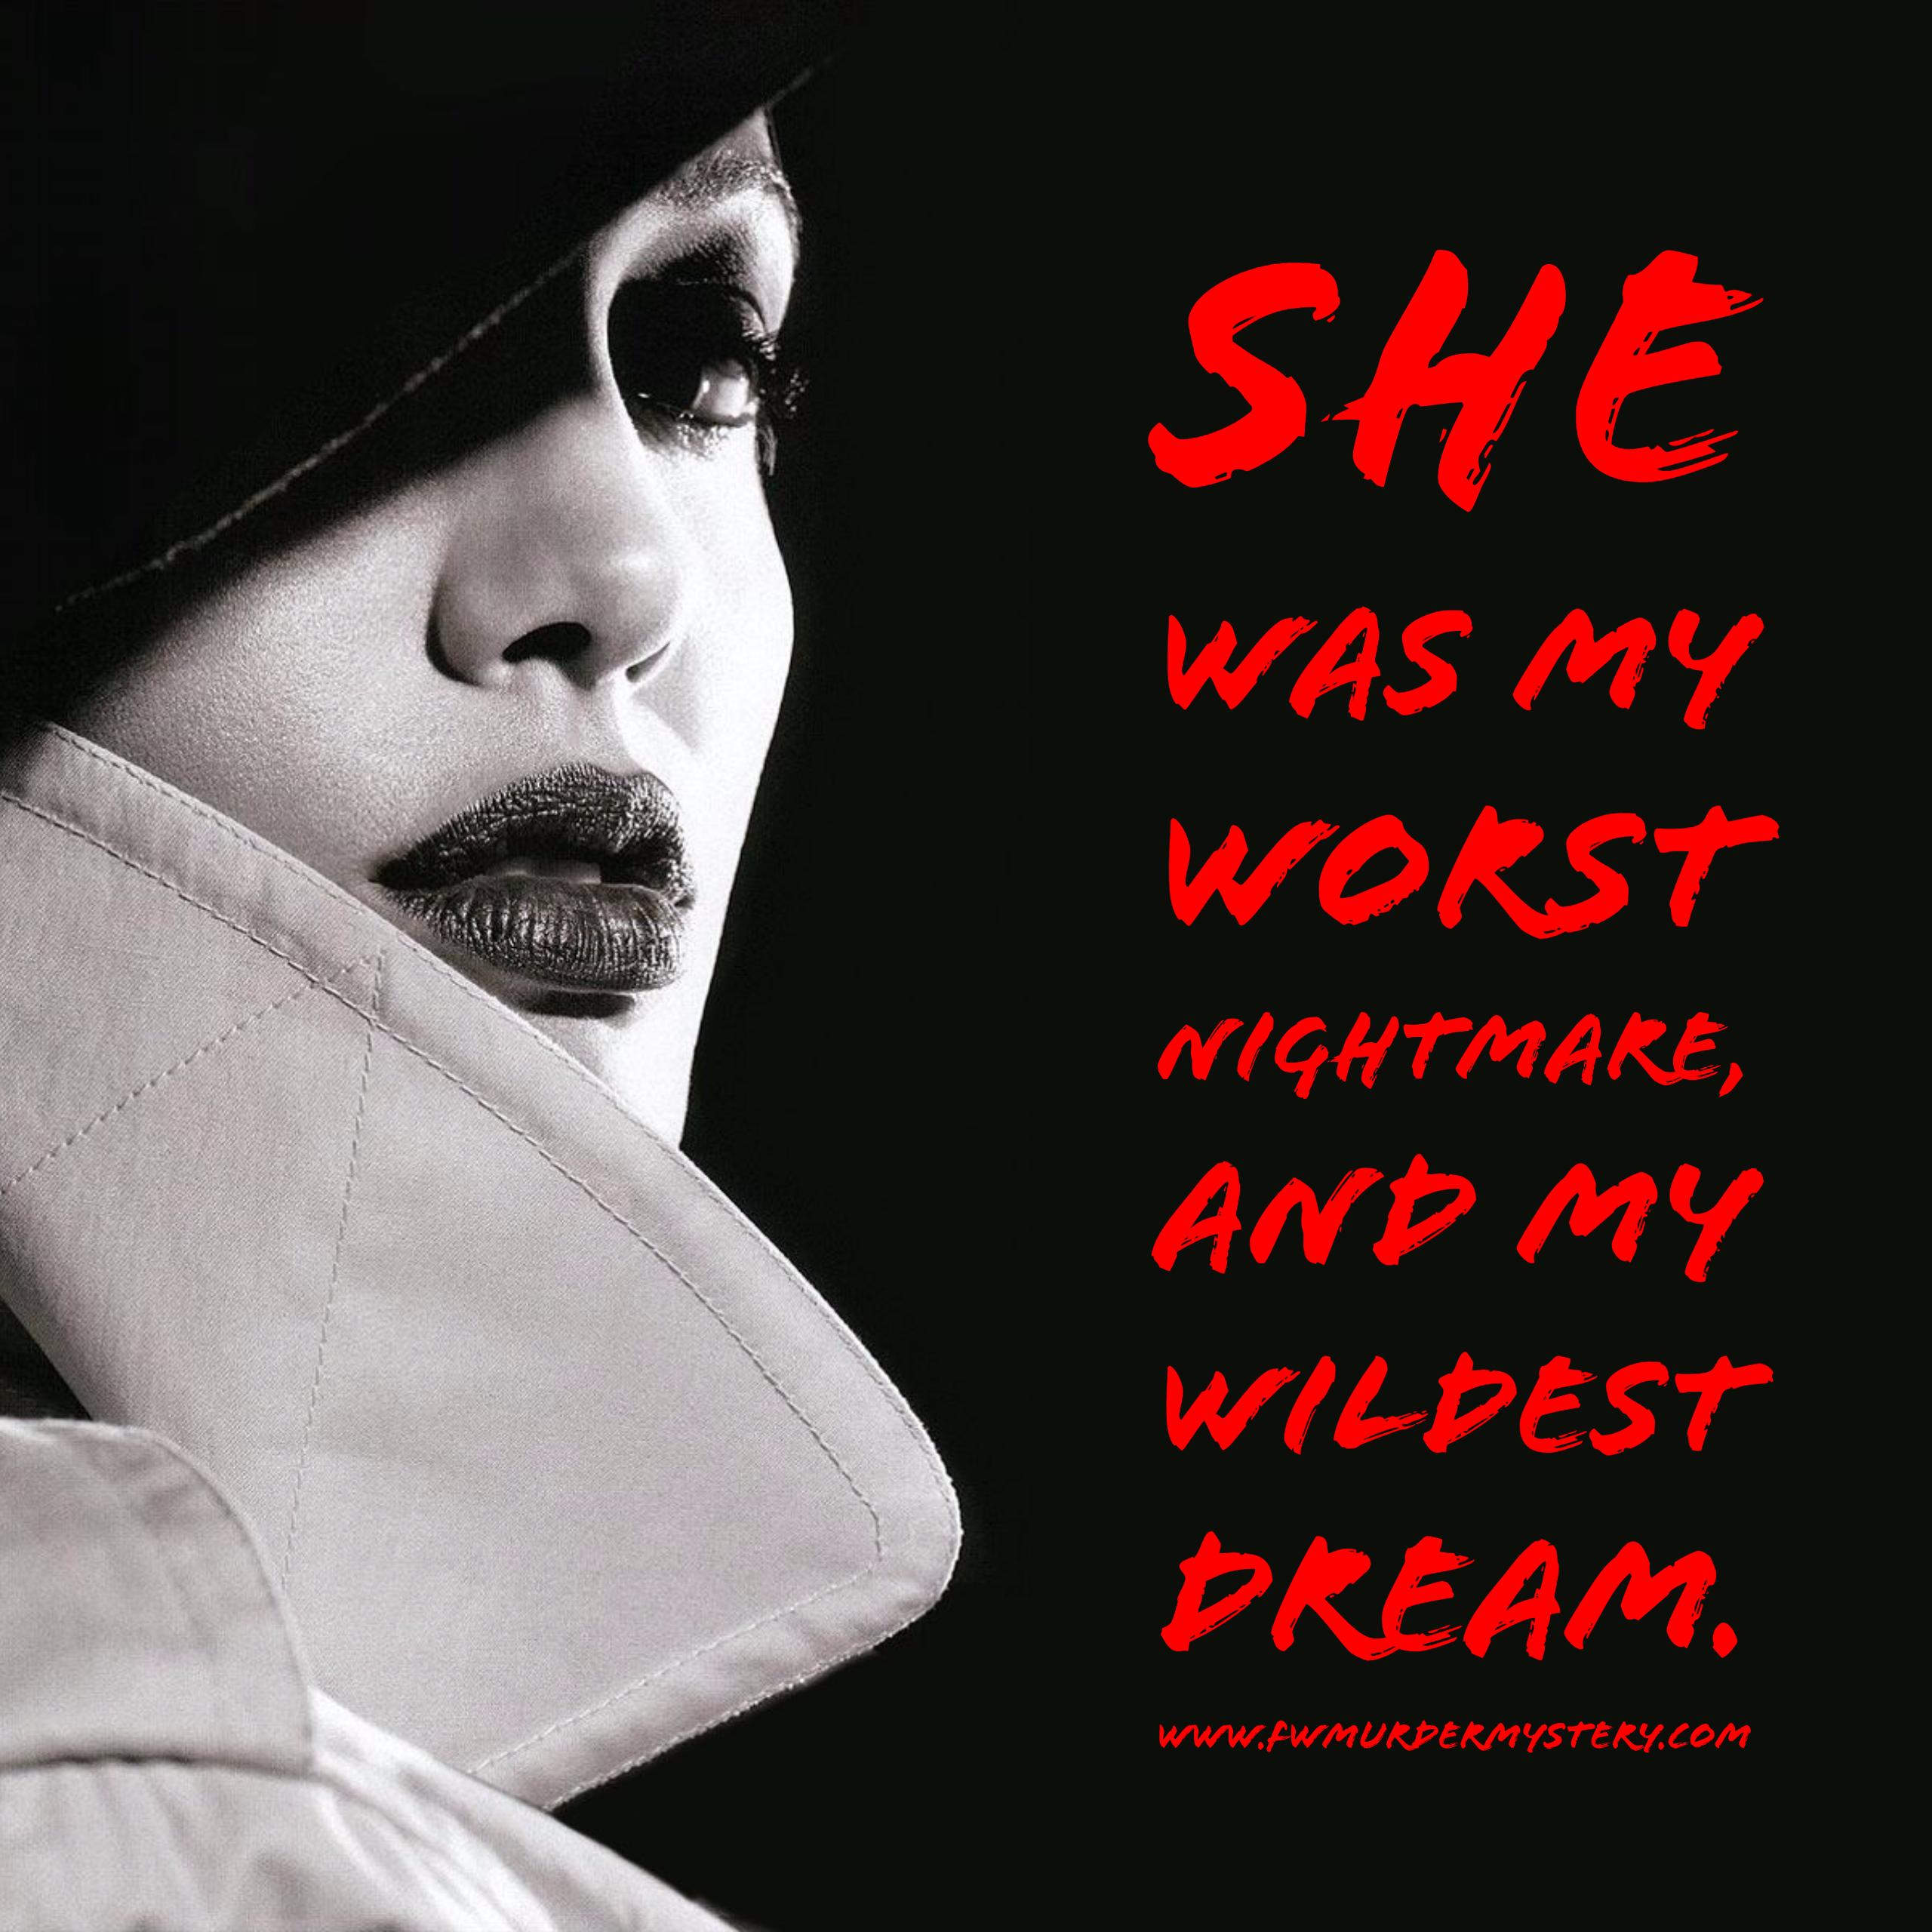 SHE
WAS MY
WORST
NIGHTMARE,
AND MY
WILDEST
DREAM.
WWW.FWMURDERMYSTERY.COM